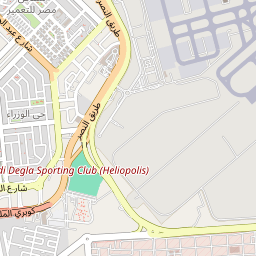 مصر للتعمير
شارع عبد ال
طريق النصر
حى الوزراء
طريق النصر
di Degla Sporting Club (Heliopolis)
شارع ال
كوبري الم